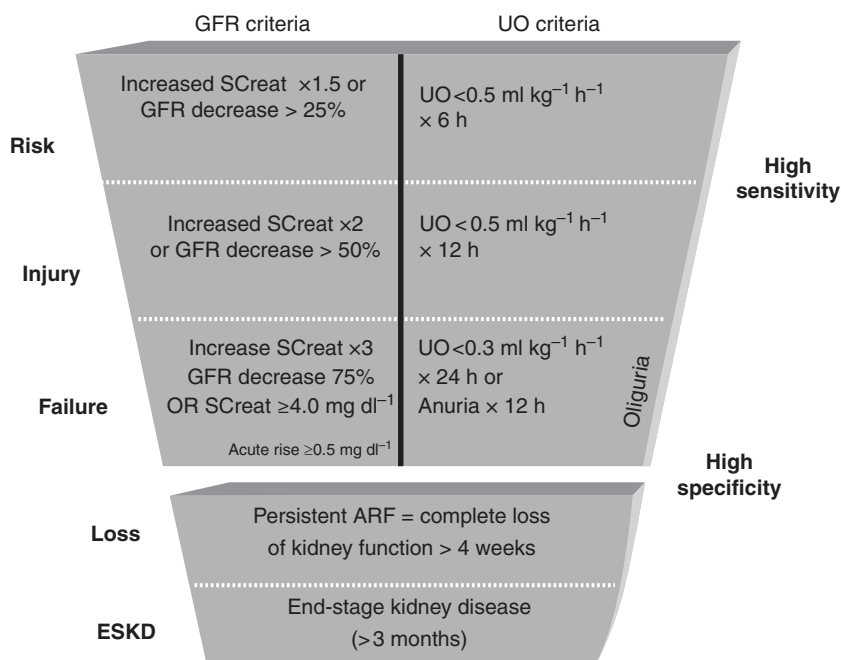 GFR criteria
UO criteria
Risk
Increased SCreat ×1.5 or
GFR decrease > 25%
UO<0.5 ml kg⁻¹ h⁻¹
× 6 h
High
sensitivity
Injury
Increased SCreat ×2
or GFR decrease > 50%
UO<0.5 ml kg⁻¹ h⁻¹
× 12 h
Failure
Increase SCreat ×3
GFR decrease 75%
OR SCreat ≥4.0 mg dl⁻¹
Acute rise ≥0.5 mg dl⁻¹
UO<0.3 ml kg⁻¹ h⁻¹
× 24 h or
Anuria × 12 h
Oliguria
High
specificity
Loss
Persistent ARF = complete loss
of kidney function > 4 weeks
ESKD
End-stage kidney disease
(>3 months)